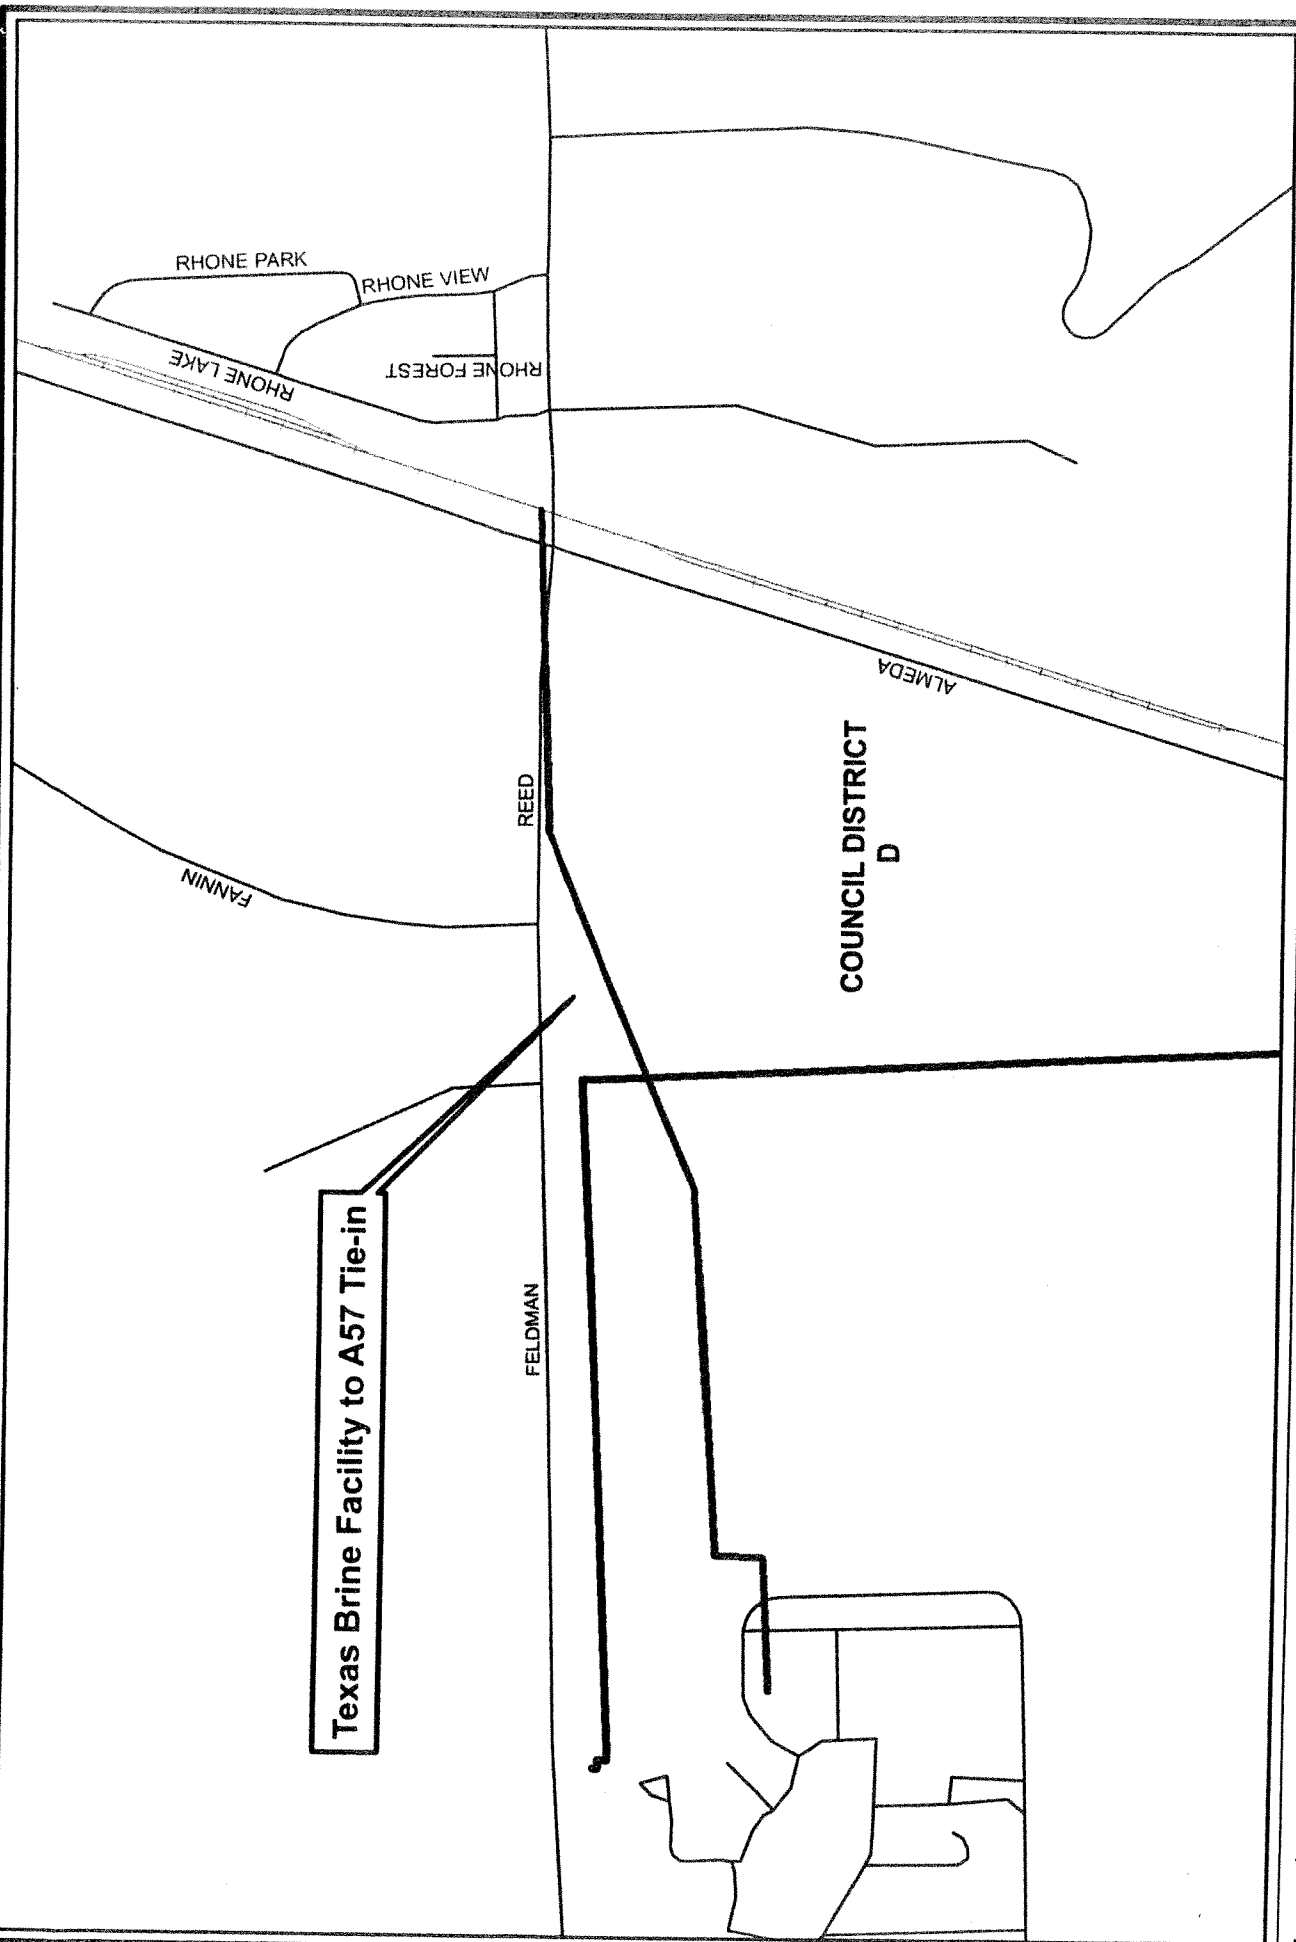 RHONE PARK
RHONE VIEW
RHONE LAKE
RHONE FOREST
ALMEDA
REED
FANNIN
COUNCIL DISTRICT
D
Texas Brine Facility to A57 Tie-in
FELDMAN